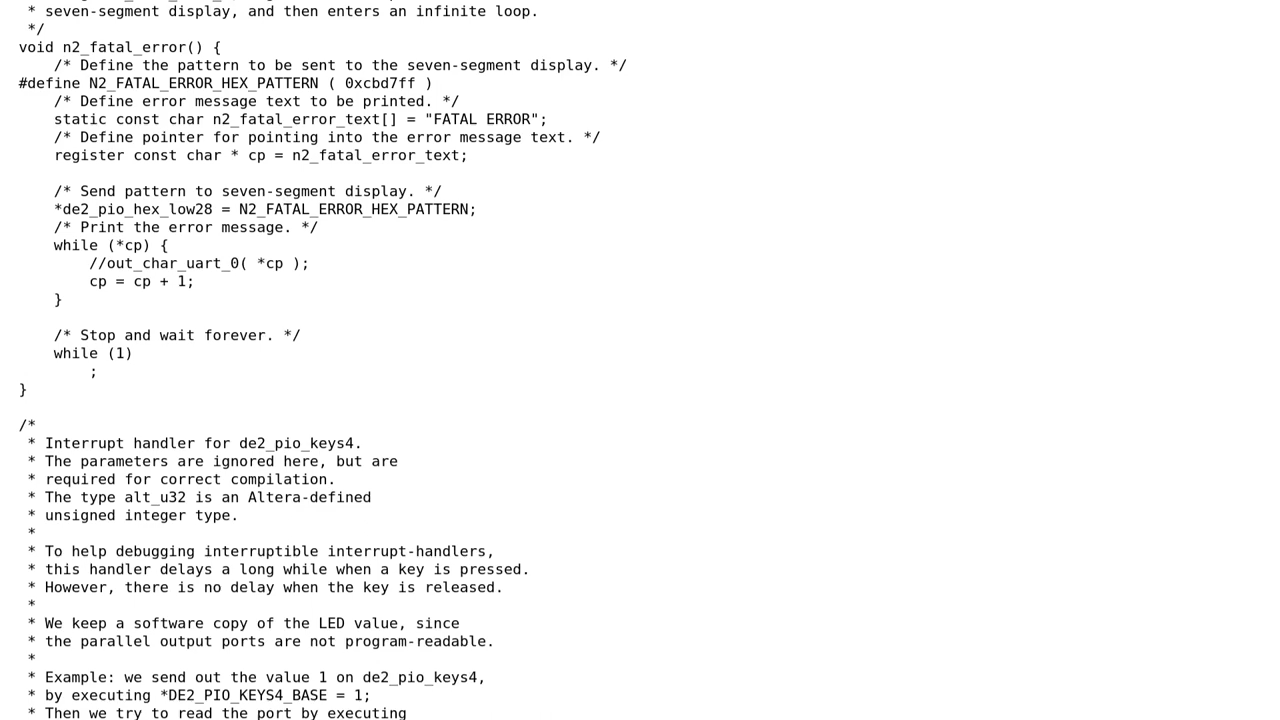 * seven-segment display, and then enters an infinite loop.
 */
void n2_fatal_error() {
    /* Define the pattern to be sent to the seven-segment display. */
#define N2_FATAL_ERROR_HEX_PATTERN ( 0xcbd7ff )
    /* Define error message text to be printed. */
    static const char n2_fatal_error_text[] = "FATAL ERROR";
    /* Define pointer for pointing into the error message text. */
    register const char * cp = n2_fatal_error_text;

    /* Send pattern to seven-segment display. */
    *de2_pio_hex_low28 = N2_FATAL_ERROR_HEX_PATTERN;
    /* Print the error message. */
    while (*cp) {
        //out_char_uart_0( *cp );
        cp = cp + 1;
    }

    /* Stop and wait forever. */
    while (1)
        ;
}

/*
 * Interrupt handler for de2_pio_keys4.
 * The parameters are ignored here, but are
 * required for correct compilation.
 * The type alt_u32 is an Altera-defined
 * unsigned integer type.
 *
 * To help debugging interruptible interrupt-handlers,
 * this handler delays a long while when a key is pressed.
 * However, there is no delay when the key is released.
 *
 * We keep a software copy of the LED value, since
 * the parallel output ports are not program-readable.
 *
 * Example: we send out the value 1 on de2_pio_keys4,
 * by executing *DE2_PIO_KEYS4_BASE = 1;
 * Then we try to read the port by executing